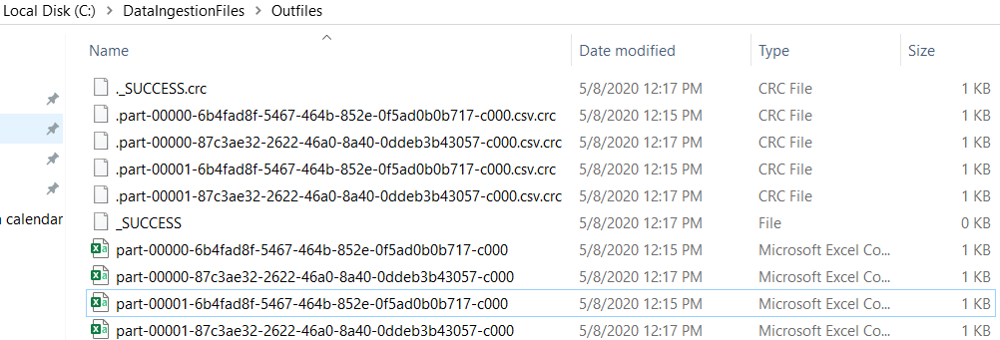 Local Disk (C:) > DataIngestionFiles > Outfiles
Name Date modified Type Size
._SUCCESS.crc 5/8/2020 12:17 PM CRC File 1 KB
.part-00000-6b4fad8f-5467-464b-852e-0f5ad0b0b717-c000.csv.crc 5/8/2020 12:15 PM CRC File 1 KB
.part-00000-87c3ae32-2622-46a0-8a40-0ddeb3b43057-c000.csv.crc 5/8/2020 12:17 PM CRC File 1 KB
.part-00001-6b4fad8f-5467-464b-852e-0f5ad0b0b717-c000.csv.crc 5/8/2020 12:15 PM CRC File 1 KB
.part-00001-87c3ae32-2622-46a0-8a40-0ddeb3b43057-c000.csv.crc 5/8/2020 12:17 PM CRC File 1 KB
calendar _SUCCESS 5/8/2020 12:17 PM File 0 KB
part-00000-6b4fad8f-5467-464b-852e-0f5ad0b0b717-c000 5/8/2020 12:15 PM Microsoft Excel Co... 1 KB
part-00000-87c3ae32-2622-46a0-8a40-0ddeb3b43057-c000 5/8/2020 12:17 PM Microsoft Excel Co... 1 KB
part-00001-6b4fad8f-5467-464b-852e-0f5ad0b0b717-c000 5/8/2020 12:15 PM Microsoft Excel Co... 1 KB
part-00001-87c3ae32-2622-46a0-8a40-0ddeb3b43057-c000 5/8/2020 12:17 PM Microsoft Excel Co... 1 KB